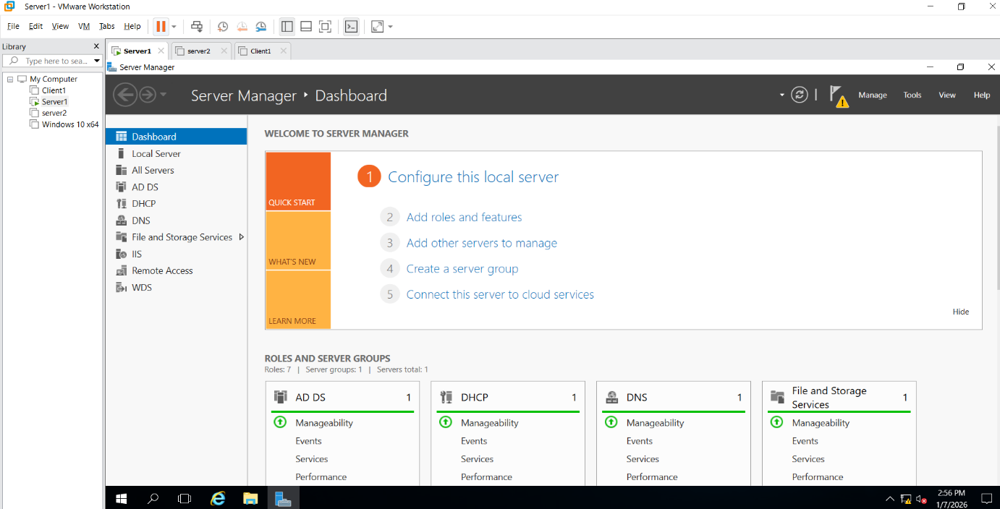 Server1 - VMware Workstation
File Edit View VM Tabs Help
Library
Type here to sea...
My Computer
Client1
Server1
server2
Windows 10 x64
Server1 server2 Client1
Server Manager
Server Manager Dashboard
Manage Tools View Help
Dashboard
Local Server
All Servers
AD DS
DHCP
DNS
File and Storage Services
IIS
Remote Access
WDS
WELCOME TO SERVER MANAGER
QUICK START
WHAT'S NEW
LEARN MORE
1 Configure this local server
2 Add roles and features
3 Add other servers to manage
4 Create a server group
5 Connect this server to cloud services
Hide
ROLES AND SERVER GROUPS
Roles: 7 | Server groups: 1 | Servers total: 1
AD DS 1
Manageability
Events
Services
Performance
DHCP 1
Manageability
Events
Services
Performance
DNS 1
Manageability
Events
Services
Performance
File and Storage
Services 1
Manageability
Events
Services
Performance
2:56 PM
1/7/2026